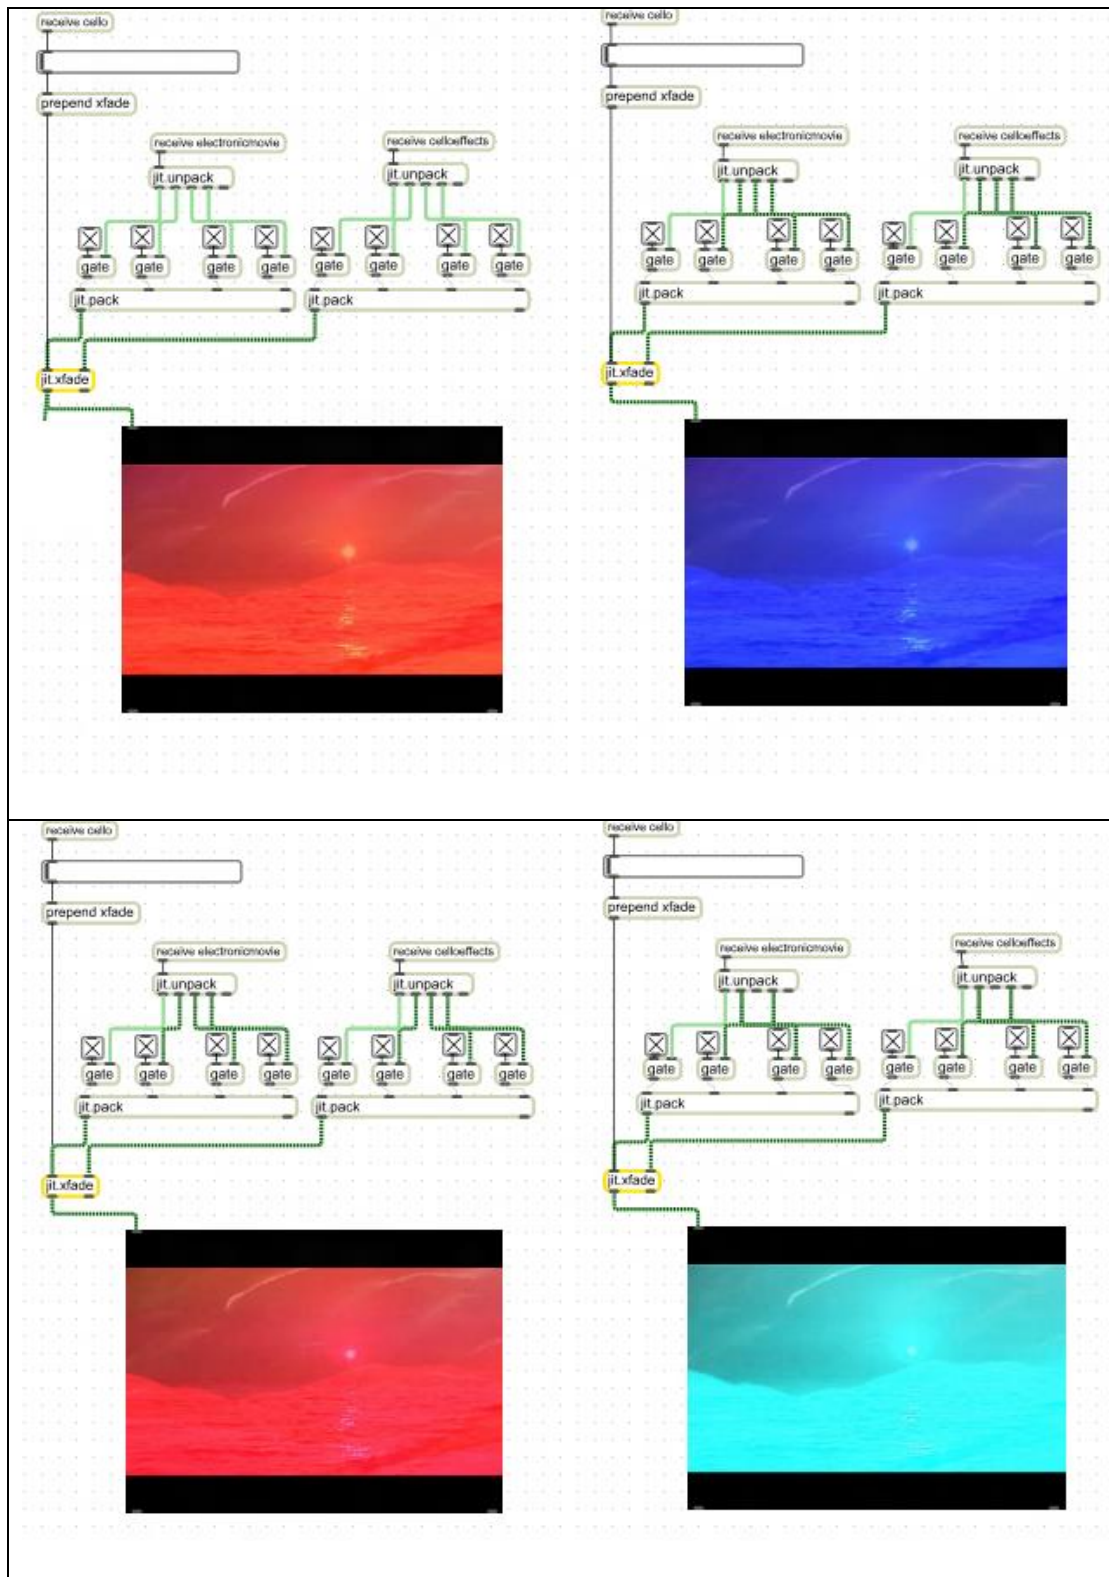 receive cello
prepend xfade
receive electronicmovie
receive celloeffects
jit.unpack
jit.unpack
gate gate gate gate gate gate gate gate
jit.pack
jit.pack
jit.xfade
receive cello
prepend xfade
receive electronicmovie
receive celloeffects
jit.unpack
jit.unpack
gate gate gate gate gate gate gate gate
jit.pack
jit.pack
jit.xfade
receive cello
prepend xfade
receive electronicmovie
receive celloeffects
jit.unpack
jit.unpack
gate gate gate gate gate gate gate gate
jit.pack
jit.pack
jit.xfade
receive cello
prepend xfade
receive electronicmovie
receive celloeffects
jit.unpack
jit.unpack
gate gate gate gate gate gate gate gate
jit.pack
jit.pack
jit.xfade